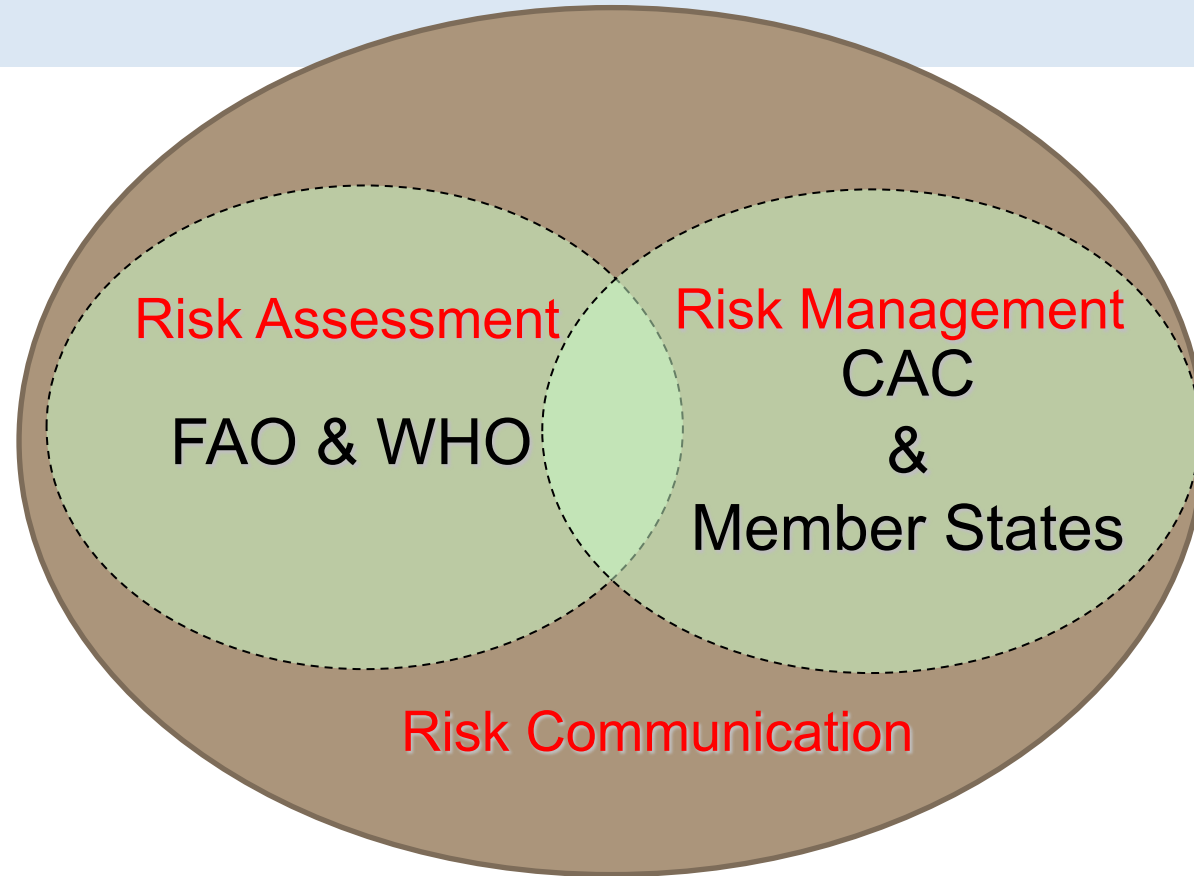 Risk Assessment
FAO & WHO
Risk Management
CAC
&
Member States
Risk Communication